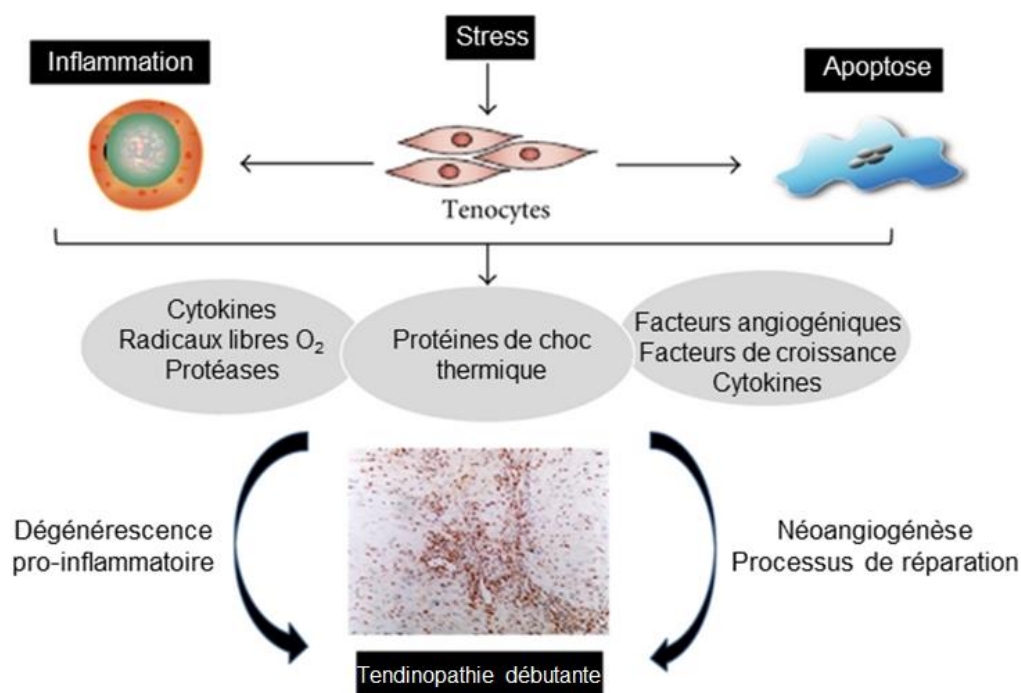 Stress
Inflammation
Apoptose
Tenocytes
Cytokines
Radicaux libres O₂
Protéases
Protéines de choc
thermique
Facteurs angiogéniques
Facteurs de croissance
Cytokines
Dégénérescence
pro-inflammatoire
Néoangiogénèse
Processus de réparation
Tendinopathie débutante